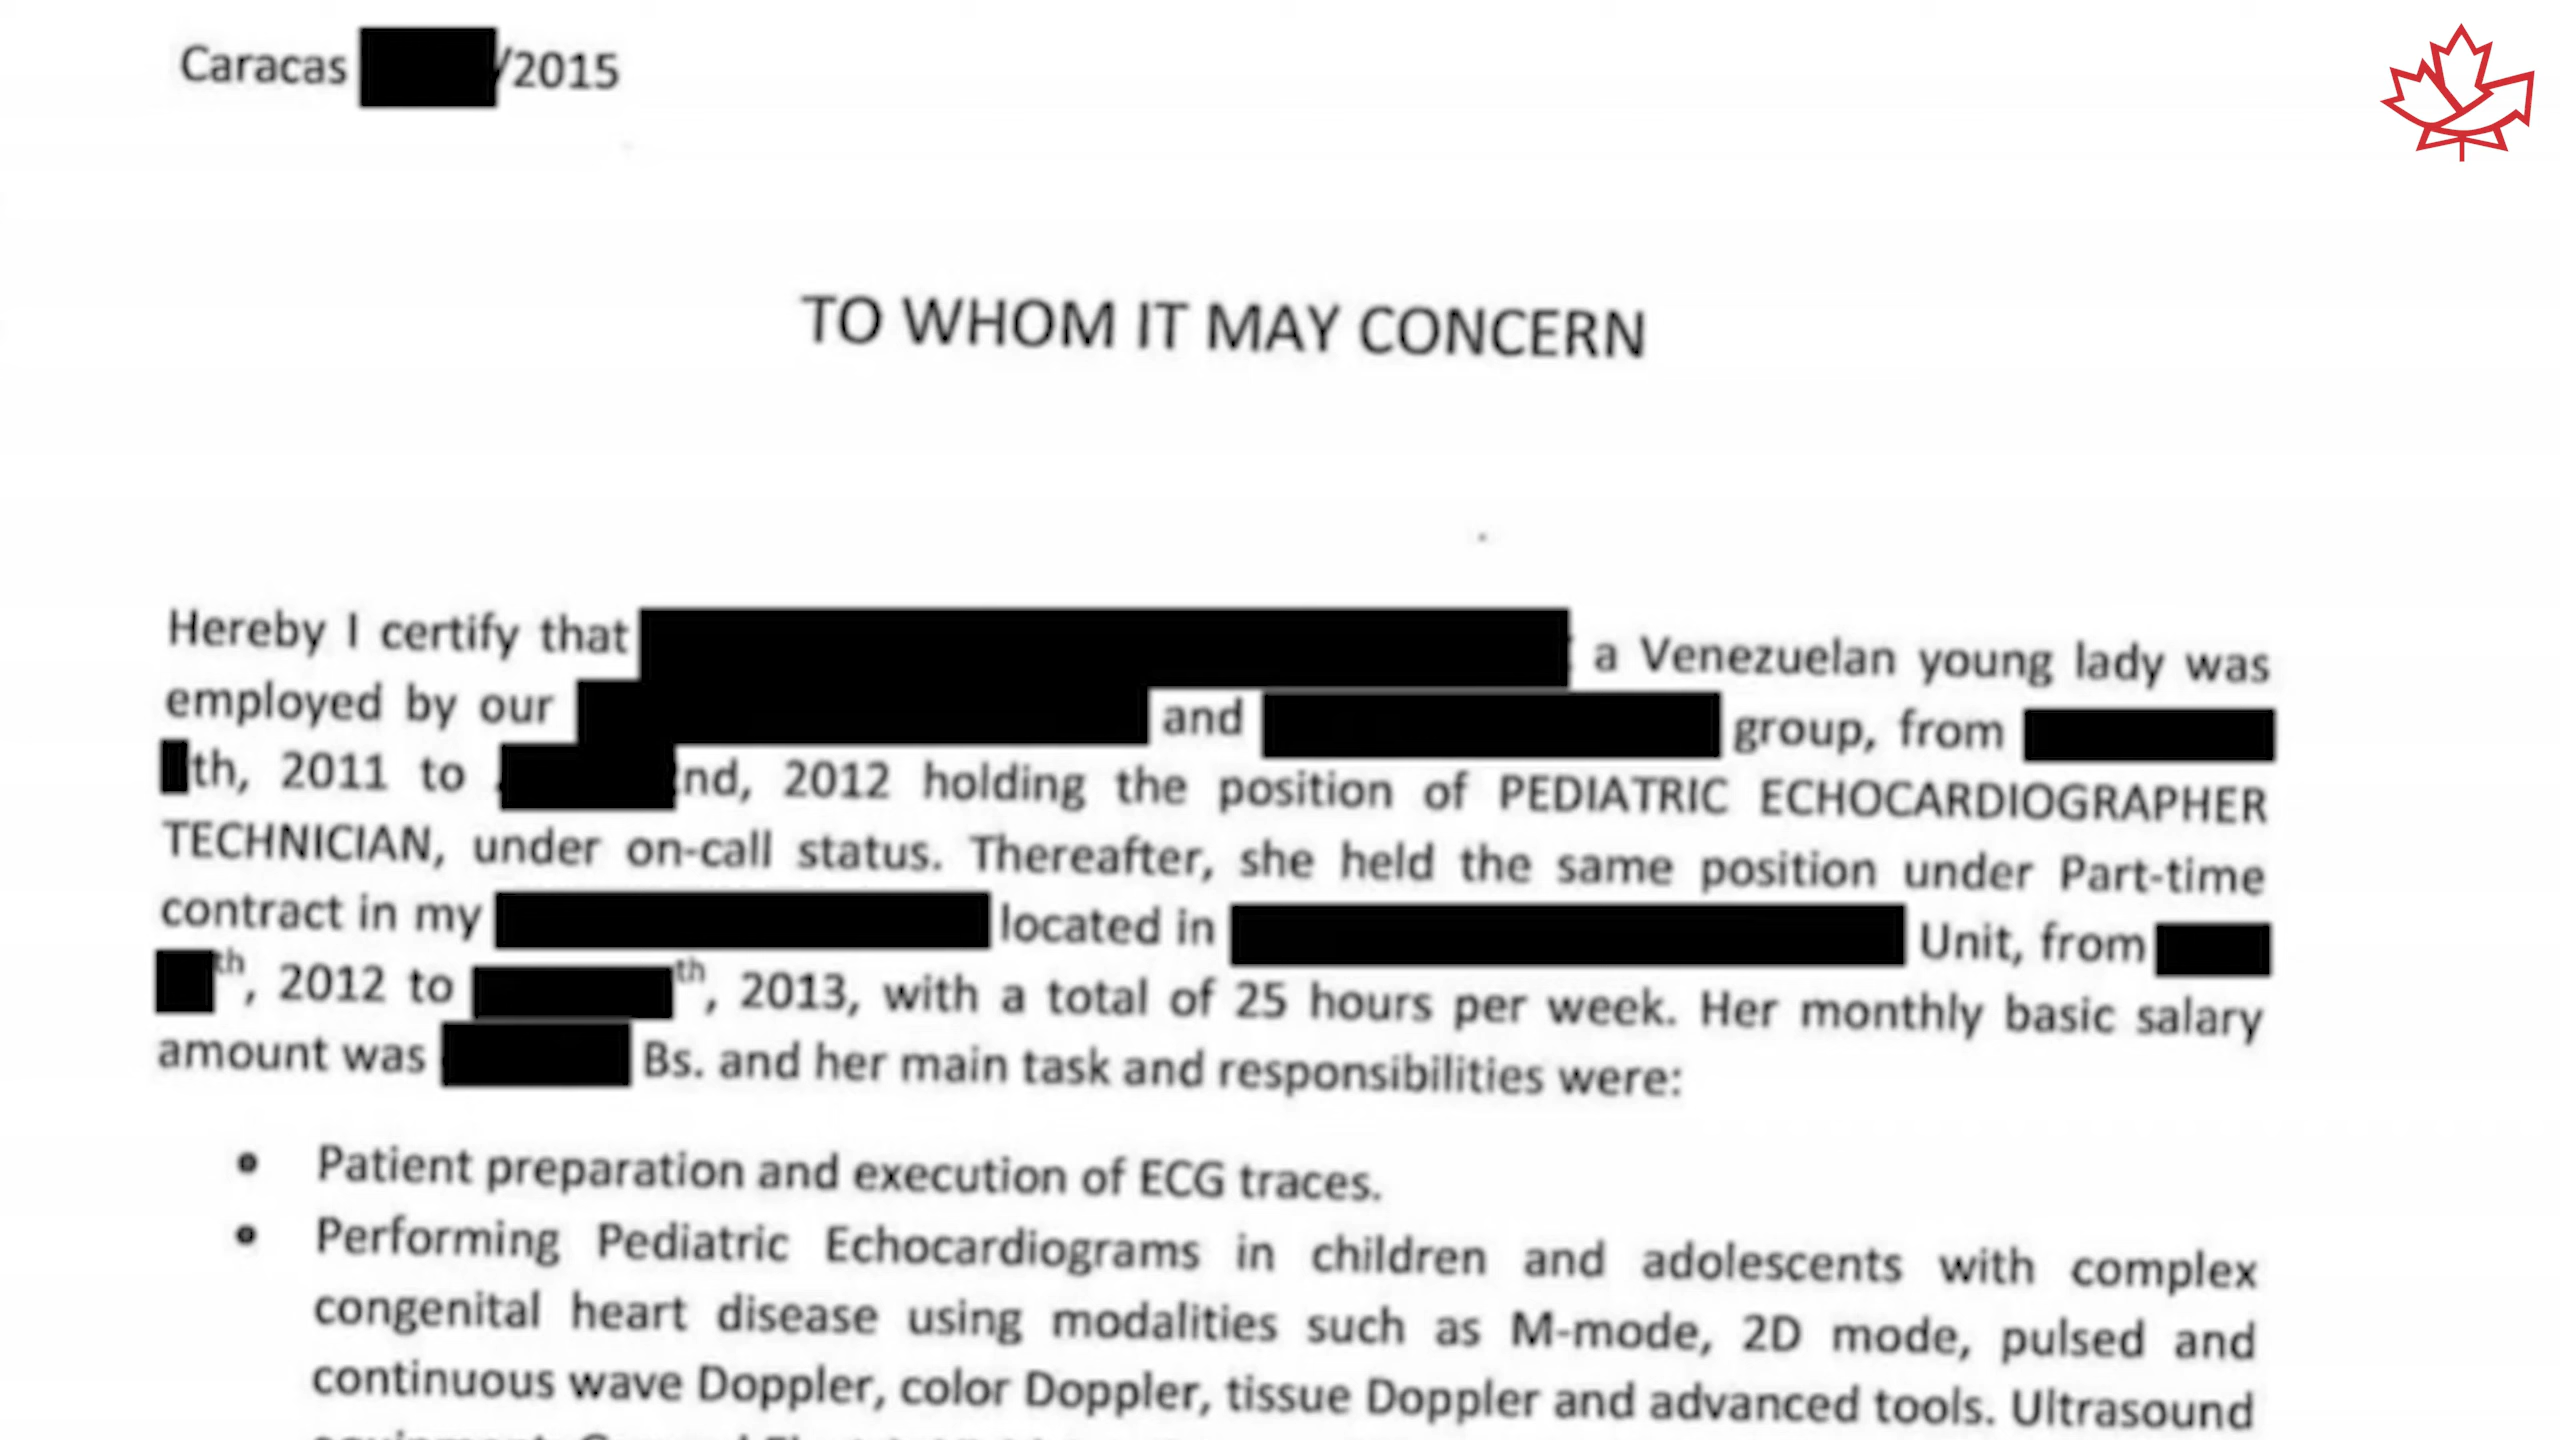 Caracas /2015
TO WHOM IT MAY CONCERN
Hereby I certify that a Venezuelan young lady was
employed by our and group, from
th, 2011 to nd, 2012 holding the position of PEDIATRIC ECHOCARDIOGRAPHER
TECHNICIAN, under on-call status. Thereafter, she held the same position under Part-time
contract in my located in Unit, from
th, 2012 to th, 2013, with a total of 25 hours per week. Her monthly basic salary
amount was Bs. and her main task and responsibilities were:
• Patient preparation and execution of ECG traces.
• Performing Pediatric Echocardiograms in children and adolescents with complex
congenital heart disease using modalities such as M-mode, 2D mode, pulsed and
continuous wave Doppler, color Doppler, tissue Doppler and advanced tools. Ultrasound